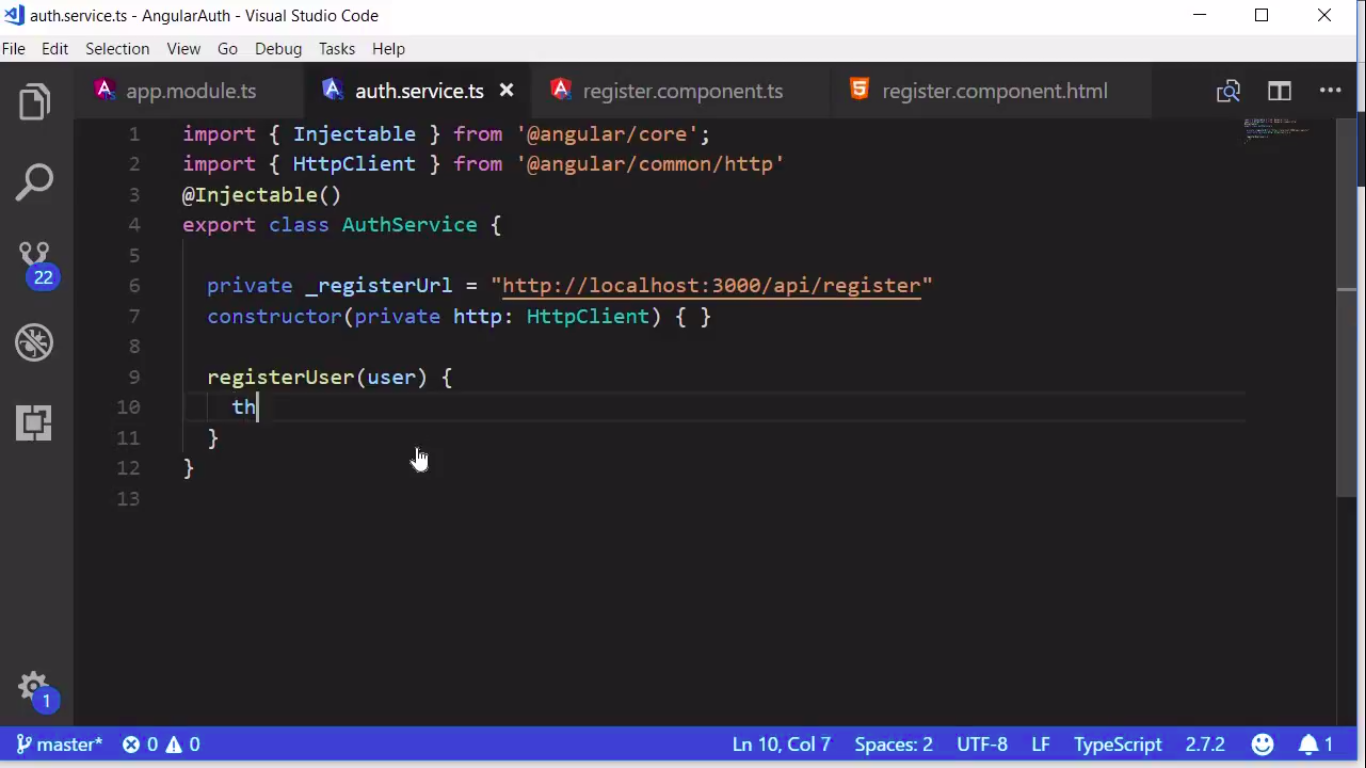 auth.service.ts - AngularAuth - Visual Studio Code
File Edit Selection View Go Debug Tasks Help
app.module.ts auth.service.ts register.component.ts register.component.html
1 import { Injectable } from '@angular/core';
2 import { HttpClient } from '@angular/common/http'
3 @Injectable()
4 export class AuthService {
5
6 private _registerUrl = "http://localhost:3000/api/register"
7 constructor(private http: HttpClient) { }
8
9 registerUser(user) {
10 th
11 }
12 }
13
22
1
master* 0 0 Ln 10, Col 7 Spaces: 2 UTF-8 LF TypeScript 2.7.2 1